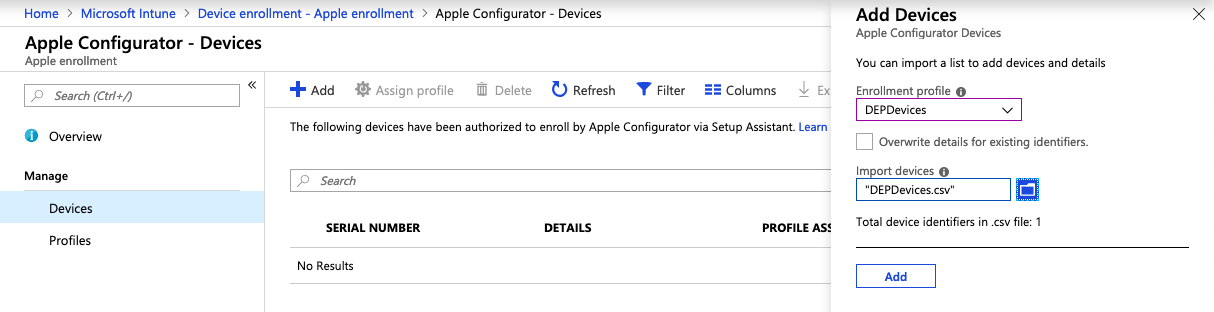 Home > Microsoft Intune > Device enrollment - Apple enrollment > Apple Configurator - Devices
Apple Configurator - Devices
Apple enrollment
Search (Ctrl+/)
Overview
Manage
Devices
Profiles
Add Assign profile Delete Refresh Filter Columns Ex
The following devices have been authorized to enroll by Apple Configurator via Setup Assistant. Learn
Search
SERIAL NUMBER DETAILS PROFILE ASS
No Results
Add Devices
Apple Configurator Devices
You can import a list to add devices and details
Enrollment profile
DEPDevices
Overwrite details for existing identifiers.
Import devices
"DEPDevices.csv"
Total device identifiers in .csv file: 1
Add